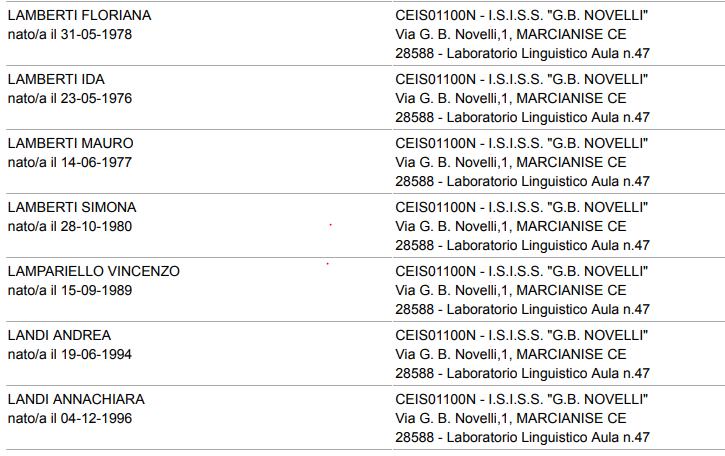 LAMBERTI FLORIANA
nato/a il 31-05-1978
CEIS01100N - I.S.I.S.S. "G.B. NOVELLI"
Via G. B. Novelli,1, MARCIANISE CE
28588 - Laboratorio Linguistico Aula n.47
LAMBERTI IDA
nato/a il 23-05-1976
CEIS01100N - I.S.I.S.S. "G.B. NOVELLI"
Via G. B. Novelli,1, MARCIANISE CE
28588 - Laboratorio Linguistico Aula n.47
LAMBERTI MAURO
nato/a il 14-06-1977
CEIS01100N - I.S.I.S.S. "G.B. NOVELLI"
Via G. B. Novelli,1, MARCIANISE CE
28588 - Laboratorio Linguistico Aula n.47
LAMBERTI SIMONA
nato/a il 28-10-1980
CEIS01100N - I.S.I.S.S. "G.B. NOVELLI"
Via G. B. Novelli,1, MARCIANISE CE
28588 - Laboratorio Linguistico Aula n.47
LAMPARIELLO VINCENZO
nato/a il 15-09-1989
CEIS01100N - I.S.I.S.S. "G.B. NOVELLI"
Via G. B. Novelli,1, MARCIANISE CE
28588 - Laboratorio Linguistico Aula n.47
LANDI ANDREA
nato/a il 19-06-1994
CEIS01100N - I.S.I.S.S. "G.B. NOVELLI"
Via G. B. Novelli,1, MARCIANISE CE
28588 - Laboratorio Linguistico Aula n.47
LANDI ANNACHIARA
nato/a il 04-12-1996
CEIS01100N - I.S.I.S.S. "G.B. NOVELLI"
Via G. B. Novelli,1, MARCIANISE CE
28588 - Laboratorio Linguistico Aula n.47